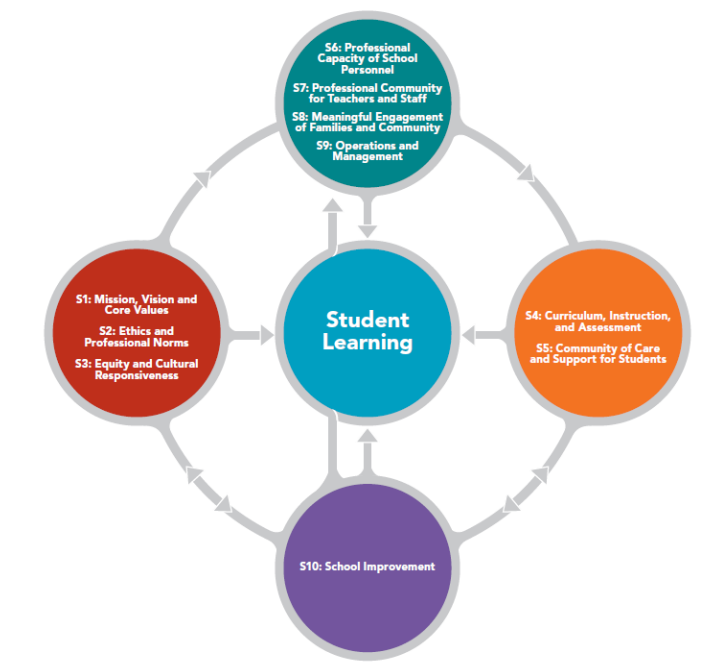 S6: Professional
Capacity of School
Personnel
S7: Professional Community
for Teachers and Staff
S8: Meaningful Engagement
of Families and Community
S9: Operations and
Management
S1: Mission, Vision and
Core Values
S2: Ethics and
Professional Norms
S3: Equity and Cultural
Responsiveness
Student
Learning
S4: Curriculum, Instruction,
and Assessment
S5: Community of Care
and Support for Students
S10: School Improvement